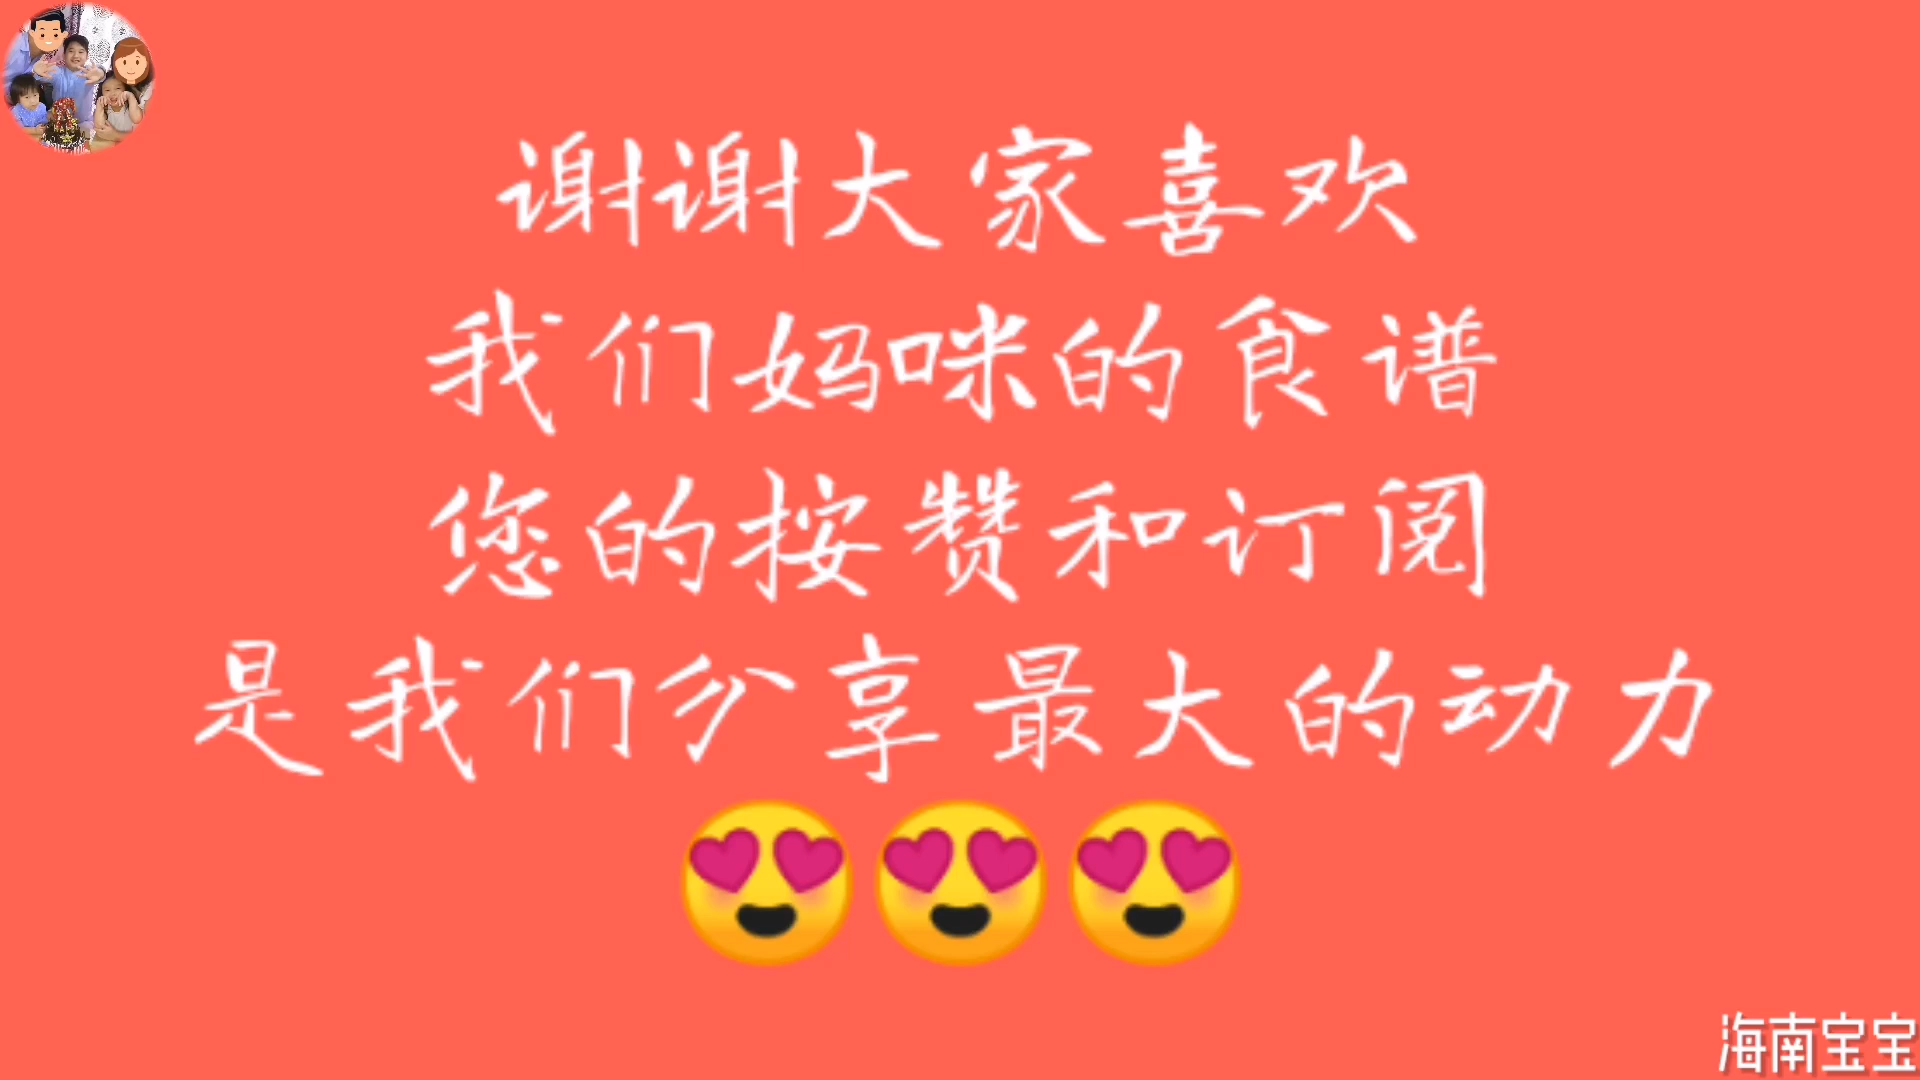 谢谢大家喜欢
我们妈咪的食谱
您的按赞和订阅
是我们分享最大的动力
😍😍😍
海南宝宝